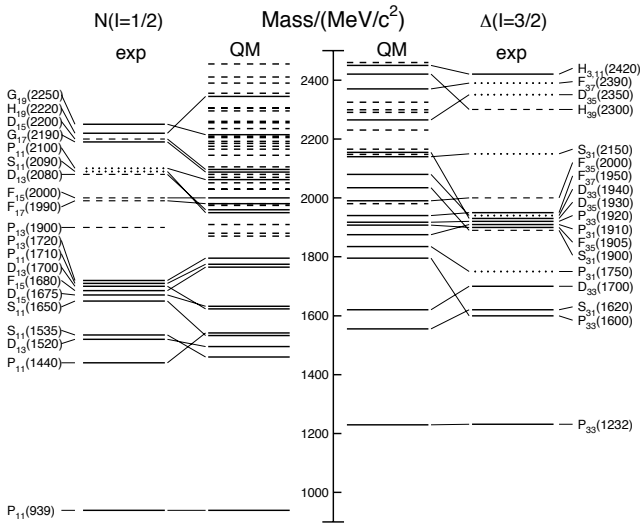 N(I=1/2) Mass/(MeV/c²) Δ(I=3/2)
exp QM QM exp
G₁₉(2250)
H₁₉(2220)
D₁₅(2200)
G₁₇(2190)
P₁₁(2100)
S₁₁(2090)
D₁₃(2080)
F₁₅(2000)
F₁₇(1990)
P₁₃(1900)
P₁₃(1720)
P₁₁(1710)
D₁₃(1700)
F₁₅(1680)
D₁₅(1675)
S₁₁(1650)
S₁₁(1535)
D₁₃(1520)
P₁₁(1440)
P₁₁(939)
2400
2200
2000
1800
1600
1400
1200
1000
H₃,₁₁(2420)
F₃₇(2390)
D₃₅(2350)
H₃₉(2300)
S₃₁(2150)
F₃₅(2000)
F₃₇(1950)
D₃₃(1940)
D₃₅(1930)
P₃₃(1920)
P₃₁(1910)
F₃₅(1905)
S₃₁(1900)
P₃₁(1750)
D₃₃(1700)
S₃₁(1620)
P₃₃(1600)
P₃₃(1232)